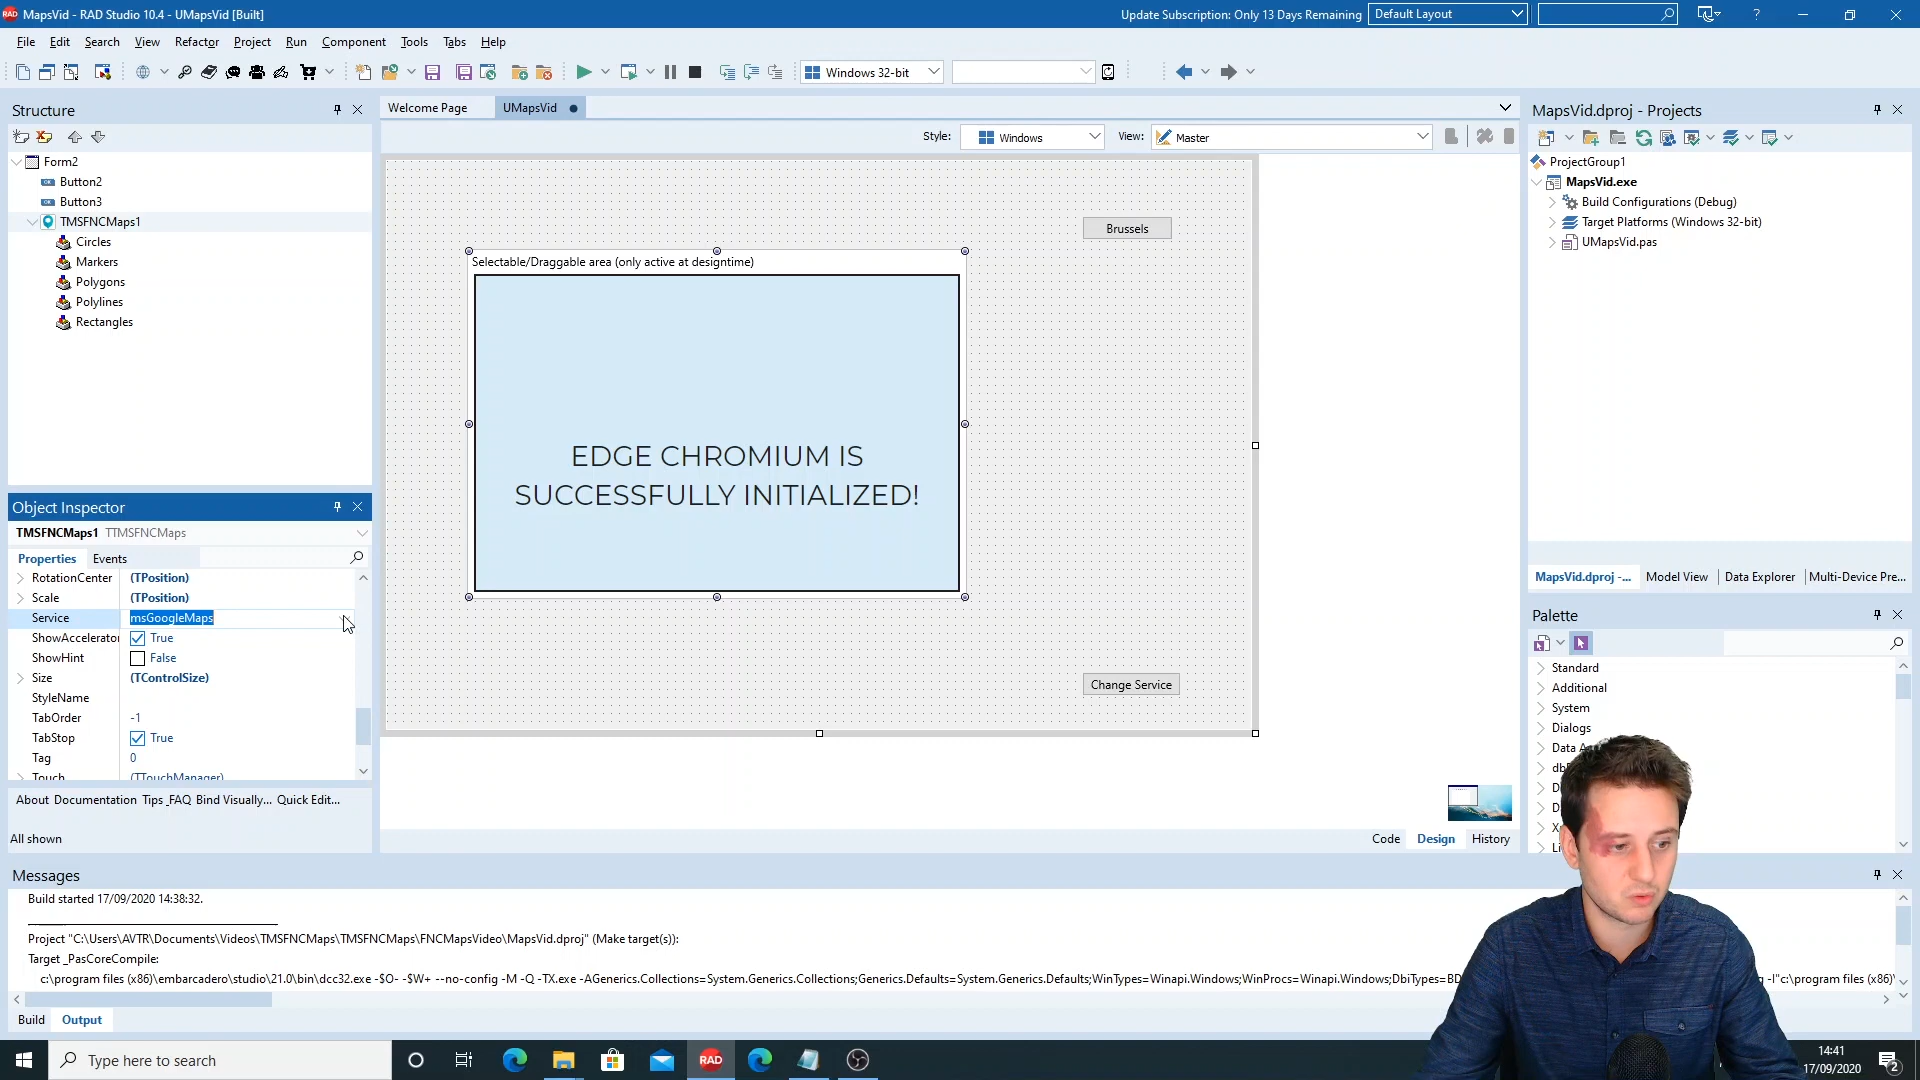 MapsVid - RAD Studio 10.4 - UMapsVid [Built]
Update Subscription: Only 13 Days Remaining
Default Layout
File Edit Search View Refactor Project Run Component Tools Tabs Help
Windows 32-bit
Structure
Form2
Button2
Button3
TMSFNCMaps1
Circles
Markers
Polygons
Polylines
Rectangles
Object Inspector
TMSFNCMaps1 TTMSFNCMaps
Properties Events
RotationCenter (TPosition)
Scale (TPosition)
Service msGoogleMaps
ShowAccelerator True
ShowHint False
Size (TControlSize)
StyleName
TabOrder -1
TabStop True
Tag 0
Touch (TTouchManager)
About Documentation Tips_FAQ Bind Visually... Quick Edit...
All shown
Welcome Page UMapsVid
Style: Windows View: Master
Brussels
Selectable/Draggable area (only active at designtime)
EDGE CHROMIUM IS
SUCCESSFULLY INITIALIZED!
Change Service
Code Design History
MapsVid.dproj - Projects
ProjectGroup1
MapsVid.exe
Build Configurations (Debug)
Target Platforms (Windows 32-bit)
UMapsVid.pas
MapsVid.dproj -... Model View Data Explorer Multi-Device Pre...
Palette
Standard
Additional
System
Dialogs
Data A
Messages
Build started 17/09/2020 14:38:32.
Project "C:\Users\AVTR\Documents\Videos\TMSFNCMaps\TMSFNCMaps\FNCMapsVideo\MapsVid.dproj" (Make target(s)):
Target _PasCoreCompile:
c:\program files (x86)\embarcadero\studio\21.0\bin\dcc32.exe -$O- -$W+ --no-config -M -Q -TX.exe -AGenerics.Collections=System.Generics.Collections;Generics.Defaults=System.Generics.Defaults;WinTypes=Winapi.Windows;WinProcs=Winapi.Windows;DbiTypes=BD -I"c:\program files (x86)\
Build Output
Type here to search
RAD
14:41
17/09/2020
2